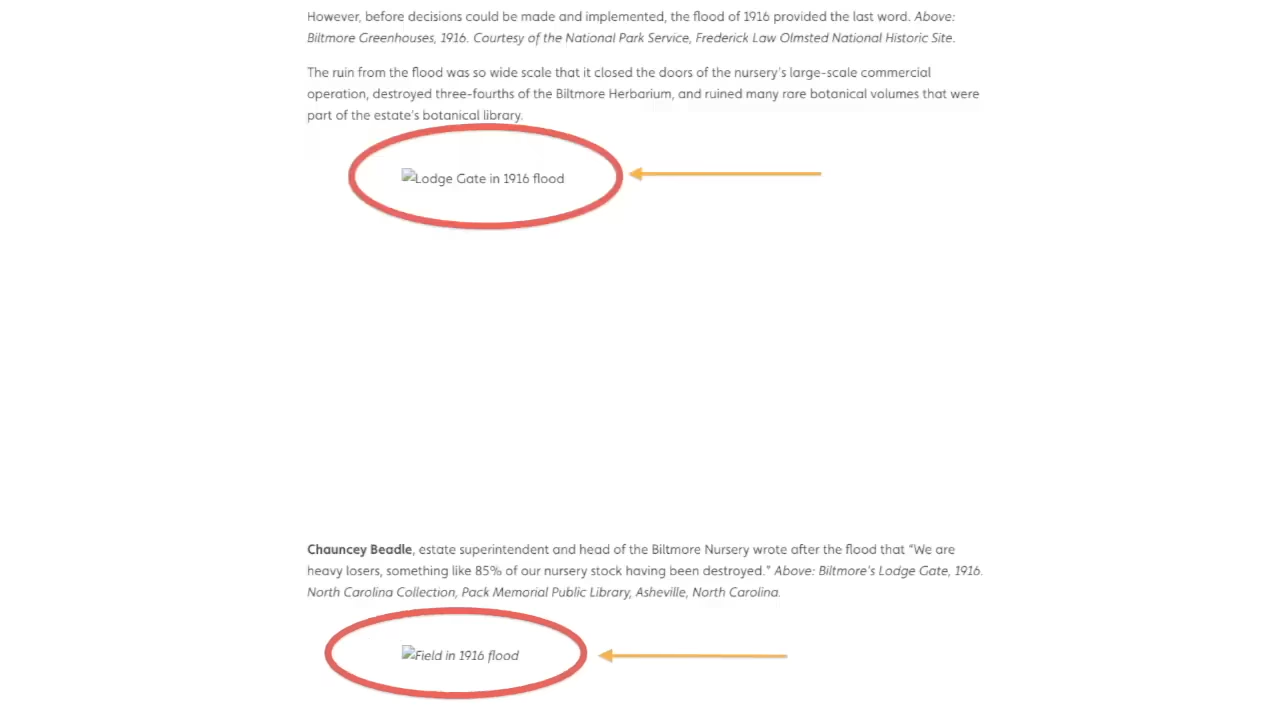 However, before decisions could be made and implemented, the flood of 1916 provided the last word. Above:
Biltmore Greenhouses, 1916. Courtesy of the National Park Service, Frederick Law Olmsted National Historic Site.
The ruin from the flood was so wide scale that it closed the doors of the nursery's large-scale commercial
operation, destroyed three-fourths of the Biltmore Herbarium, and ruined many rare botanical volumes that were
part of the estate's botanical library.
Lodge Gate in 1916 flood
Chauncey Beadle, estate superintendent and head of the Biltmore Nursery wrote after the flood that “We are
heavy losers, something like 85% of our nursery stock having been destroyed.” Above: Biltmore's Lodge Gate, 1916.
North Carolina Collection, Pack Memorial Public Library, Asheville, North Carolina.
Field in 1916 flood